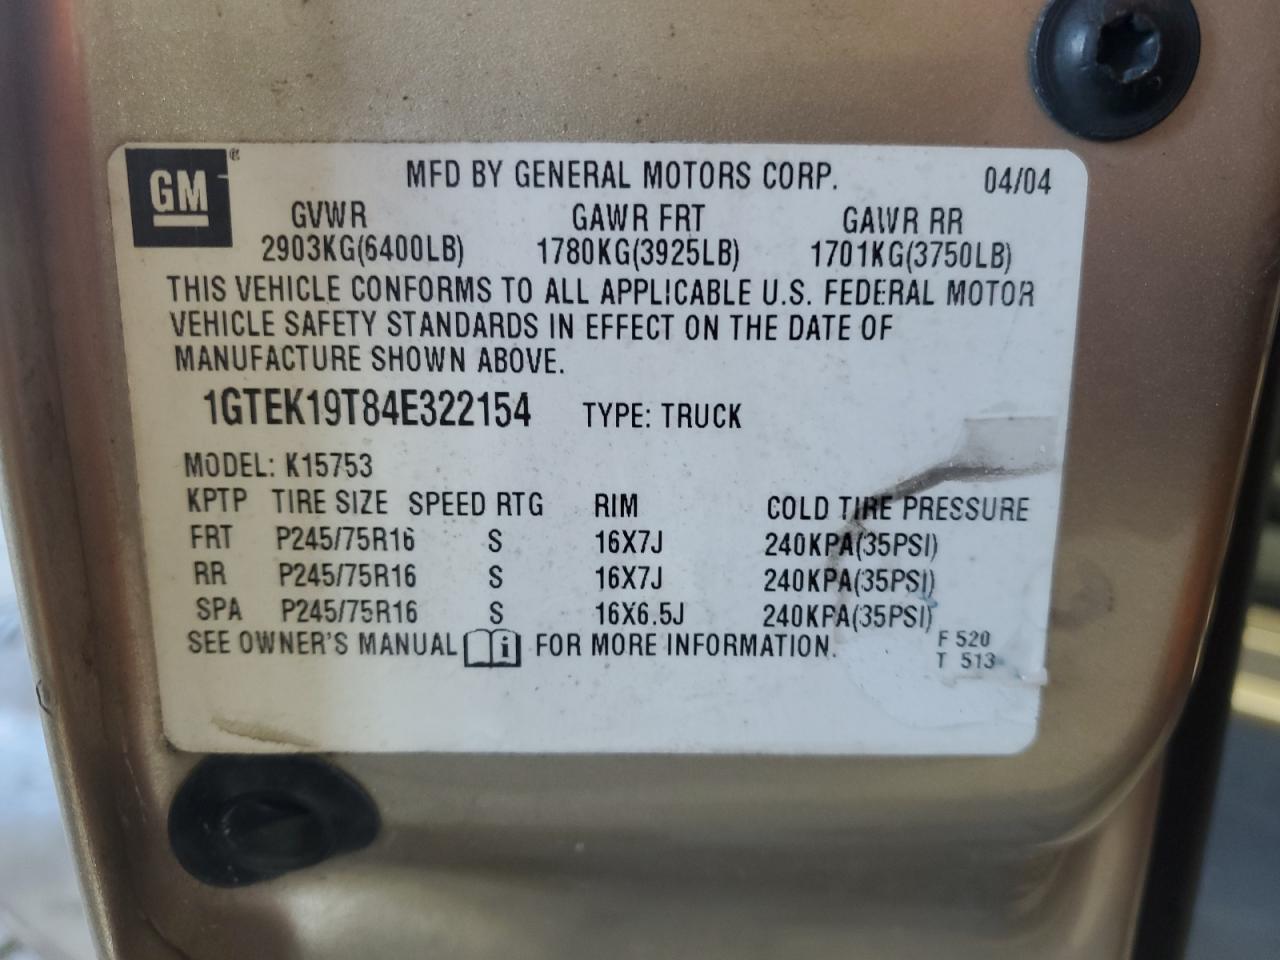 GM®
MFD BY GENERAL MOTORS CORP. 04/04
GVWR GAWR FRT GAWR RR
2903KG(6400LB) 1780KG(3925LB) 1701KG(3750LB)
THIS VEHICLE CONFORMS TO ALL APPLICABLE U.S. FEDERAL MOTOR
VEHICLE SAFETY STANDARDS IN EFFECT ON THE DATE OF
MANUFACTURE SHOWN ABOVE.
1GTEK19T84E322154 TYPE: TRUCK
MODEL: K15753
KPTP TIRE SIZE SPEED RTG RIM COLD TIRE PRESSURE
FRT P245/75R16 S 16X7J 240KPA(35PSI)
RR P245/75R16 S 16X7J 240KPA(35PSI)
SPA P245/75R16 S 16X6.5J 240KPA(35PSI)
SEE OWNER'S MANUAL i FOR MORE INFORMATION.
F 520
T 513